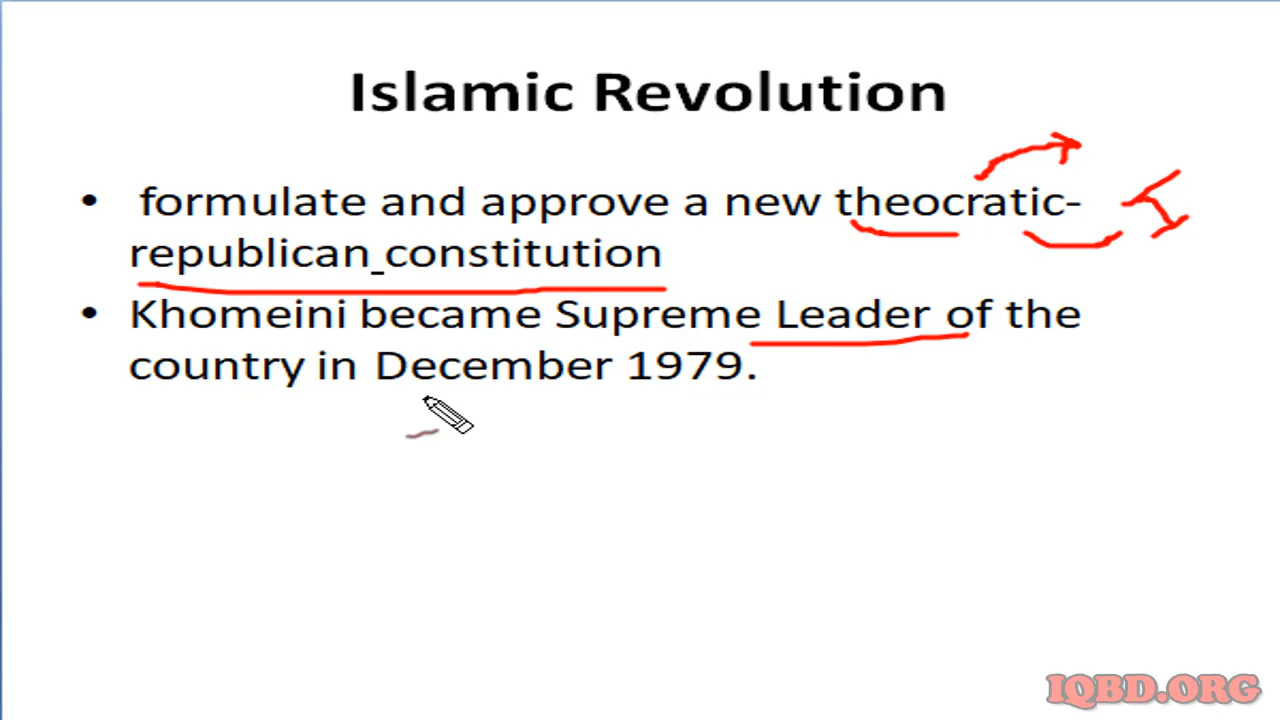 Islamic Revolution
• formulate and approve a new theocratic-
republican constitution
• Khomeini became Supreme Leader of the
country in December 1979.
IQBD.ORG